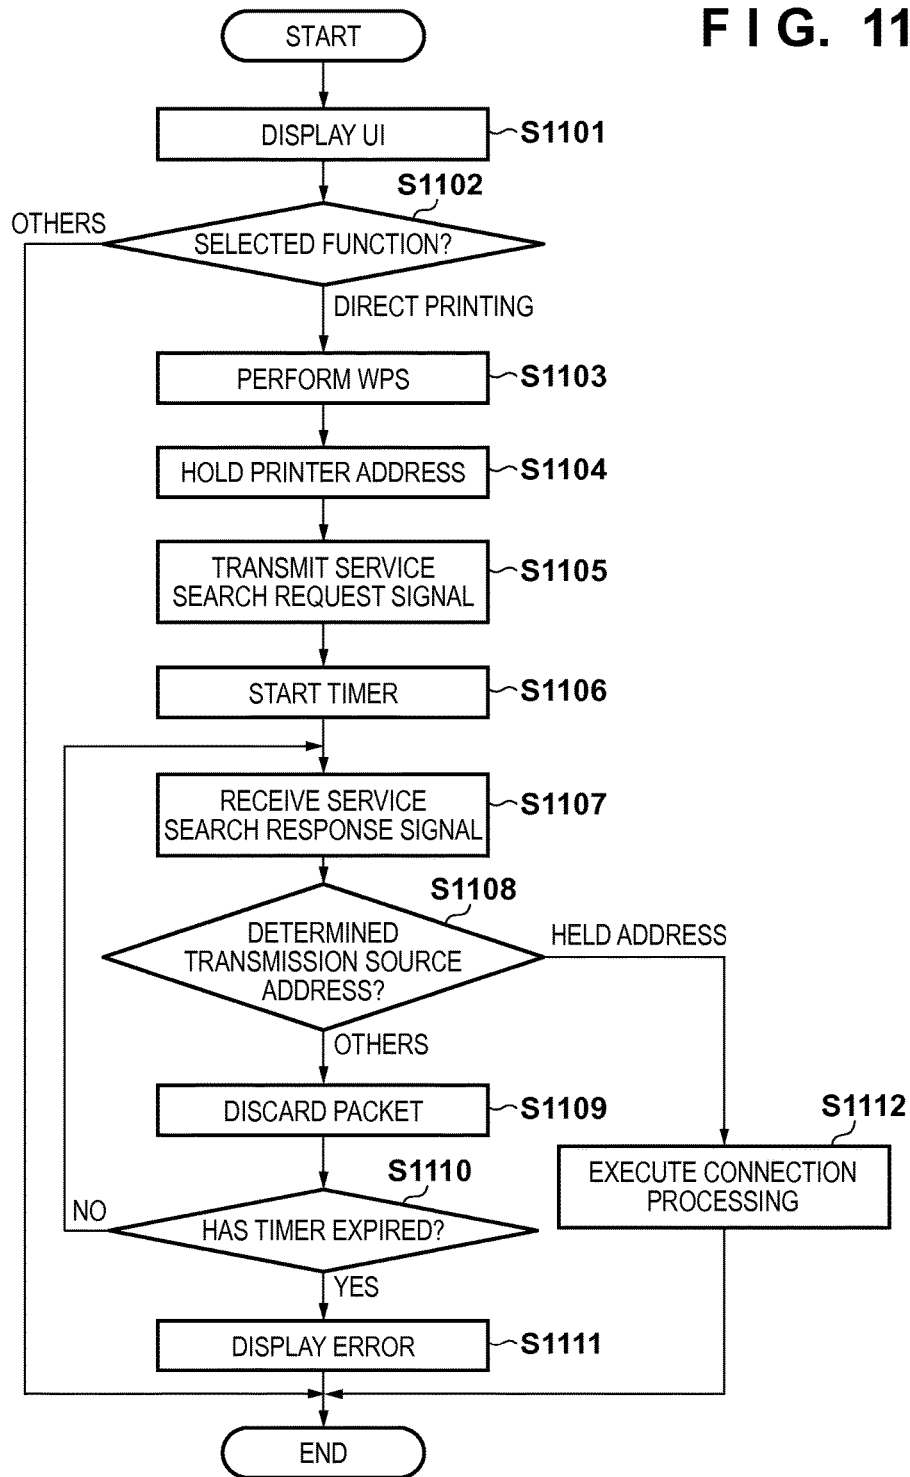 FIG. 11
START
DISPLAY UI
S1101
S1102
OTHERS
SELECTED FUNCTION?
DIRECT PRINTING
PERFORM WPS
S1103
HOLD PRINTER ADDRESS
S1104
TRANSMIT SERVICE
SEARCH REQUEST SIGNAL
S1105
START TIMER
S1106
RECEIVE SERVICE
SEARCH RESPONSE SIGNAL
S1107
S1108
DETERMINED
TRANSMISSION SOURCE
ADDRESS?
HELD ADDRESS
OTHERS
DISCARD PACKET
S1109
S1112
EXECUTE CONNECTION
PROCESSING
S1110
NO
HAS TIMER EXPIRED?
YES
DISPLAY ERROR
S1111
END